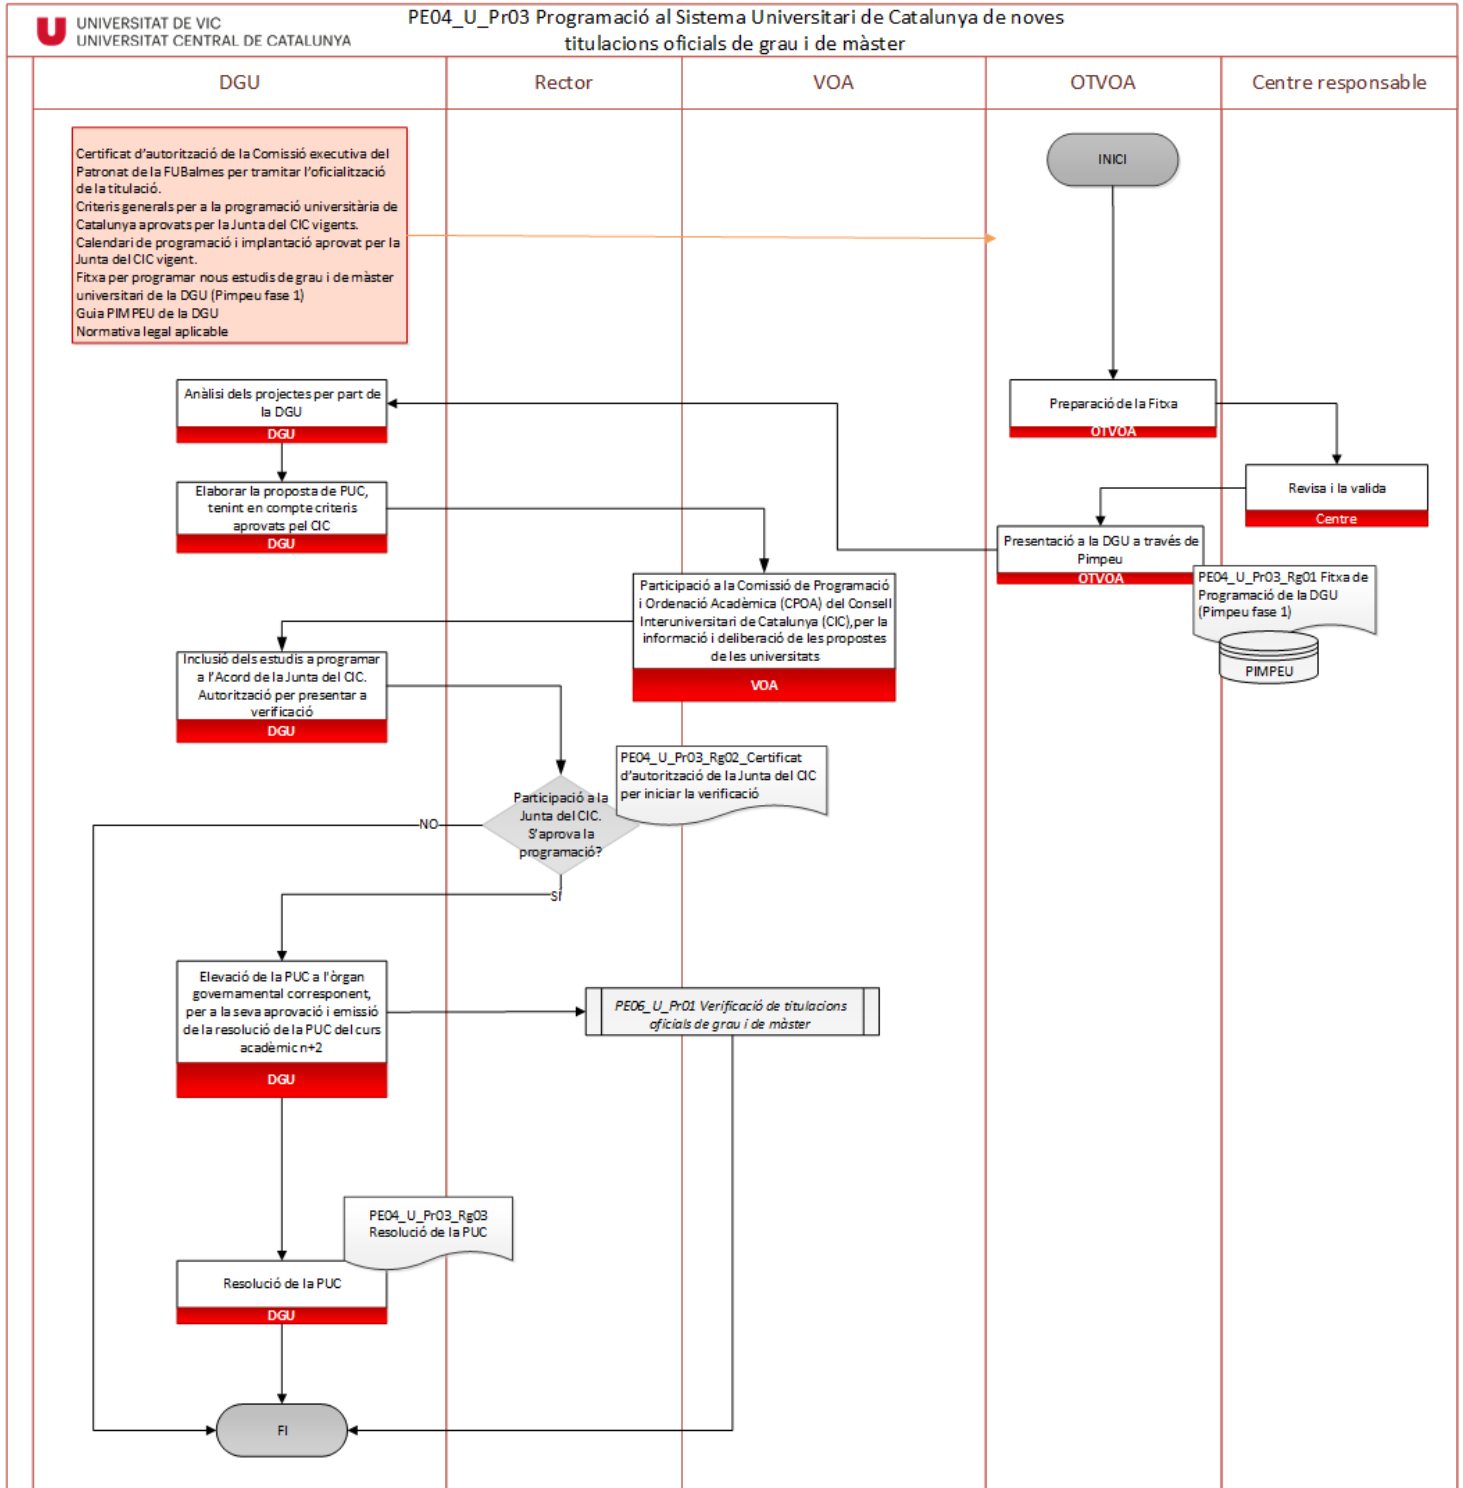 UNIVERSITAT DE VIC
UNIVERSITAT CENTRAL DE CATALUNYA
PE04_U_Pr03 Programació al Sistema Universitari de Catalunya de noves
titulacions oficials de grau i de màster
DGU
Rector
VOA
OTVOA
Centre responsable
Certificat d'autorització de la Comissió executiva del
Patronat de la FUBalmes per tramitar l'oficialització
de la titulació.
Criteris generals per a la programació universitària de
Catalunya aprovats per la Junta del CIC vigents.
Calendari de programació i implantació aprovat per la
Junta del CIC vigent.
Fitxa per programar nous estudis de grau i de màster
universitari de la DGU (Pimpeu fase 1)
Guia PIMPEU de la DGU
Normativa legal aplicable
INICI
Preparació de la Fitxa
OTVOA
Revisa i la valida
Centre
Presentació a la DGU a través de
Pimpeu
OTVOA
PE04_U_Pr03_Rg01 Fitxa de
Programació de la DGU
(Pimpeu fase 1)
PIMPEU
Anàlisi dels projectes per part de
la DGU
DGU
Elaborar la proposta de PUC,
tenint en compte criteris
aprovats pel CIC
DGU
Participació a la Comissió de Programació
i Ordenació Acadèmica (CPOA) del Consell
Interuniversitari de Catalunya (CIC),per la
informació i deliberació de les propostes
de les universitats
VOA
Inclusió dels estudis a programar
a l'Acord de la Junta del CIC.
Autorització per presentar a
verificació
DGU
PE04_U_Pr03_Rg02_Certificat
d'autorització de la Junta del CIC
per iniciar la verificació
Participació a la
Junta del CIC.
S'aprova la
programació?
NO
SÍ
Elevació de la PUC a l'òrgan
governamental corresponent,
per a la seva aprovació i emissió
de la resolució de la PUC del curs
acadèmic n+2
DGU
PE06_U_Pr01 Verificació de titulacions
oficials de grau i de màster
PE04_U_Pr03_Rg03
Resolució de la PUC
Resolució de la PUC
DGU
FI